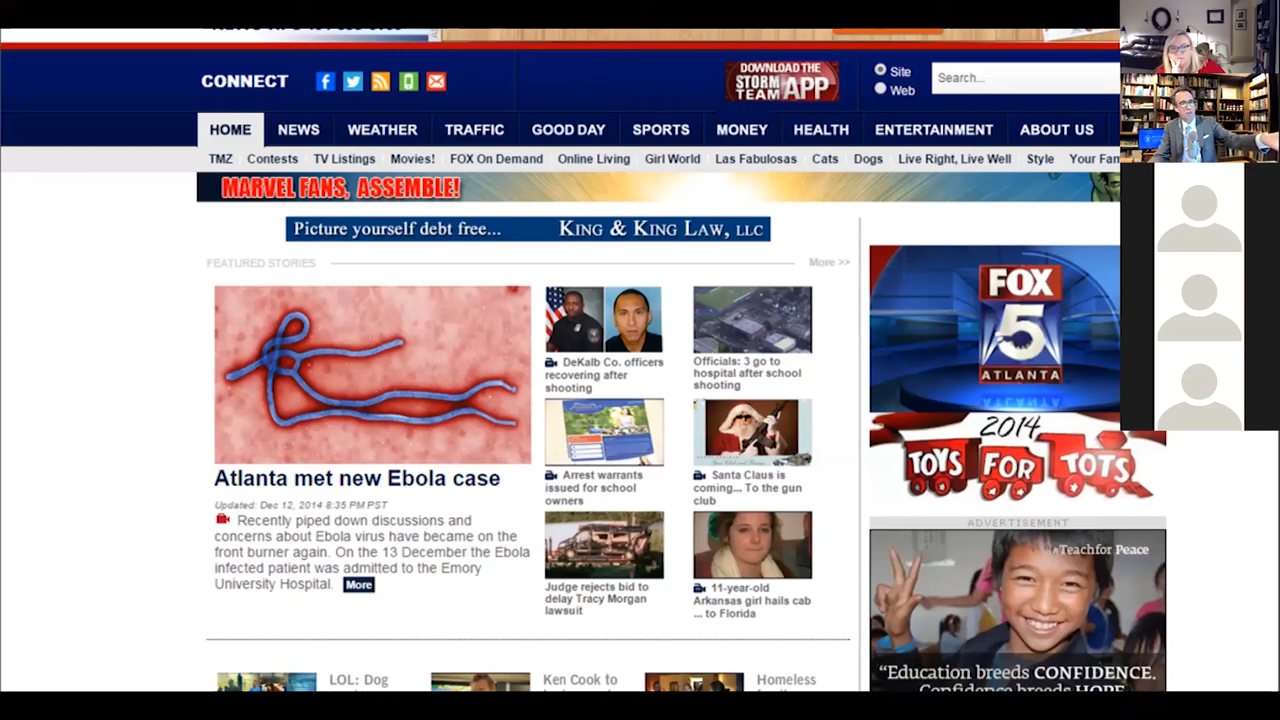 CONNECT
DOWNLOAD THE
STORM
TEAM APP
Site
Web
Search...
HOME NEWS WEATHER TRAFFIC GOOD DAY SPORTS MONEY HEALTH ENTERTAINMENT ABOUT US
TMZ Contests TV Listings Movies! FOX On Demand Online Living Girl World Las Fabulosas Cats Dogs Live Right, Live Well Style Your Fam
MARVEL FANS, ASSEMBLE!
Picture yourself debt free... KING & KING LAW, LLC
FEATURED STORIES More >>
Atlanta met new Ebola case
Updated: Dec 12, 2014 8:35 PM PST
Recently piped down discussions and
concerns about Ebola virus have became on the
front burner again. On the 13 December the Ebola
infected patient was admitted to the Emory
University Hospital. More
DeKalb Co. officers
recovering after
shooting
Officials: 3 go to
hospital after school
shooting
Arrest warrants
issued for school
owners
Santa Claus is
coming... To the gun
club
Judge rejects bid to
delay Tracy Morgan
lawsuit
11-year-old
Arkansas girl hails cab
... to Florida
FOX
5
ATLANTA
2014
TOYS FOR TOTS
ADVERTISEMENT
#TeachforPeace
“Education breeds CONFIDENCE.
Confidence breeds HOPE
LOL: Dog
Ken Cook to
Homeless